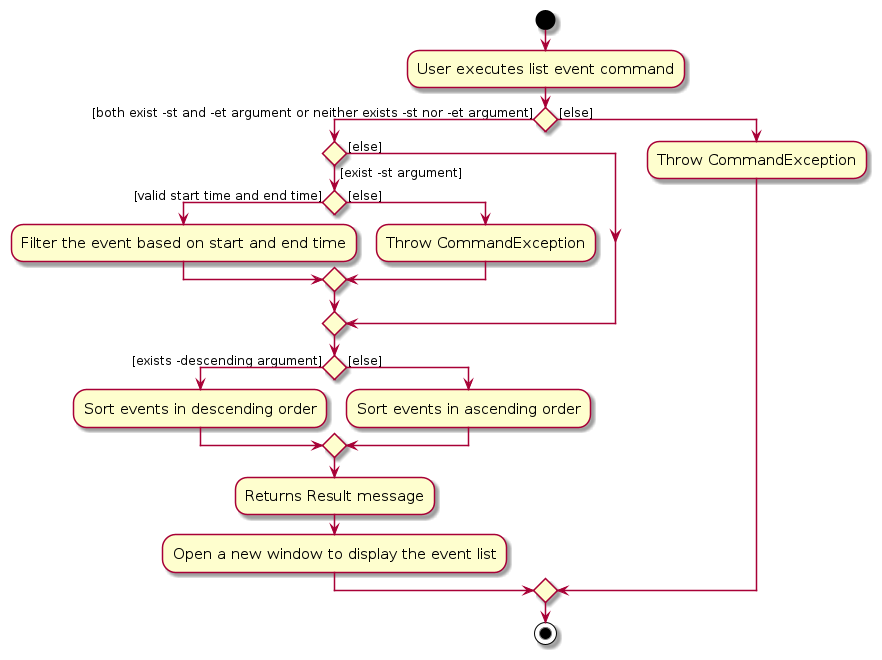 User executes list event command
[both exist -st and -et argument or neither exists -st nor -et argument]
[else]
[else]
Throw CommandException
[exist -st argument]
[valid start time and end time]
[else]
Filter the event based on start and end time
Throw CommandException
[exists -descending argument]
[else]
Sort events in descending order
Sort events in ascending order
Returns Result message
Open a new window to display the event list